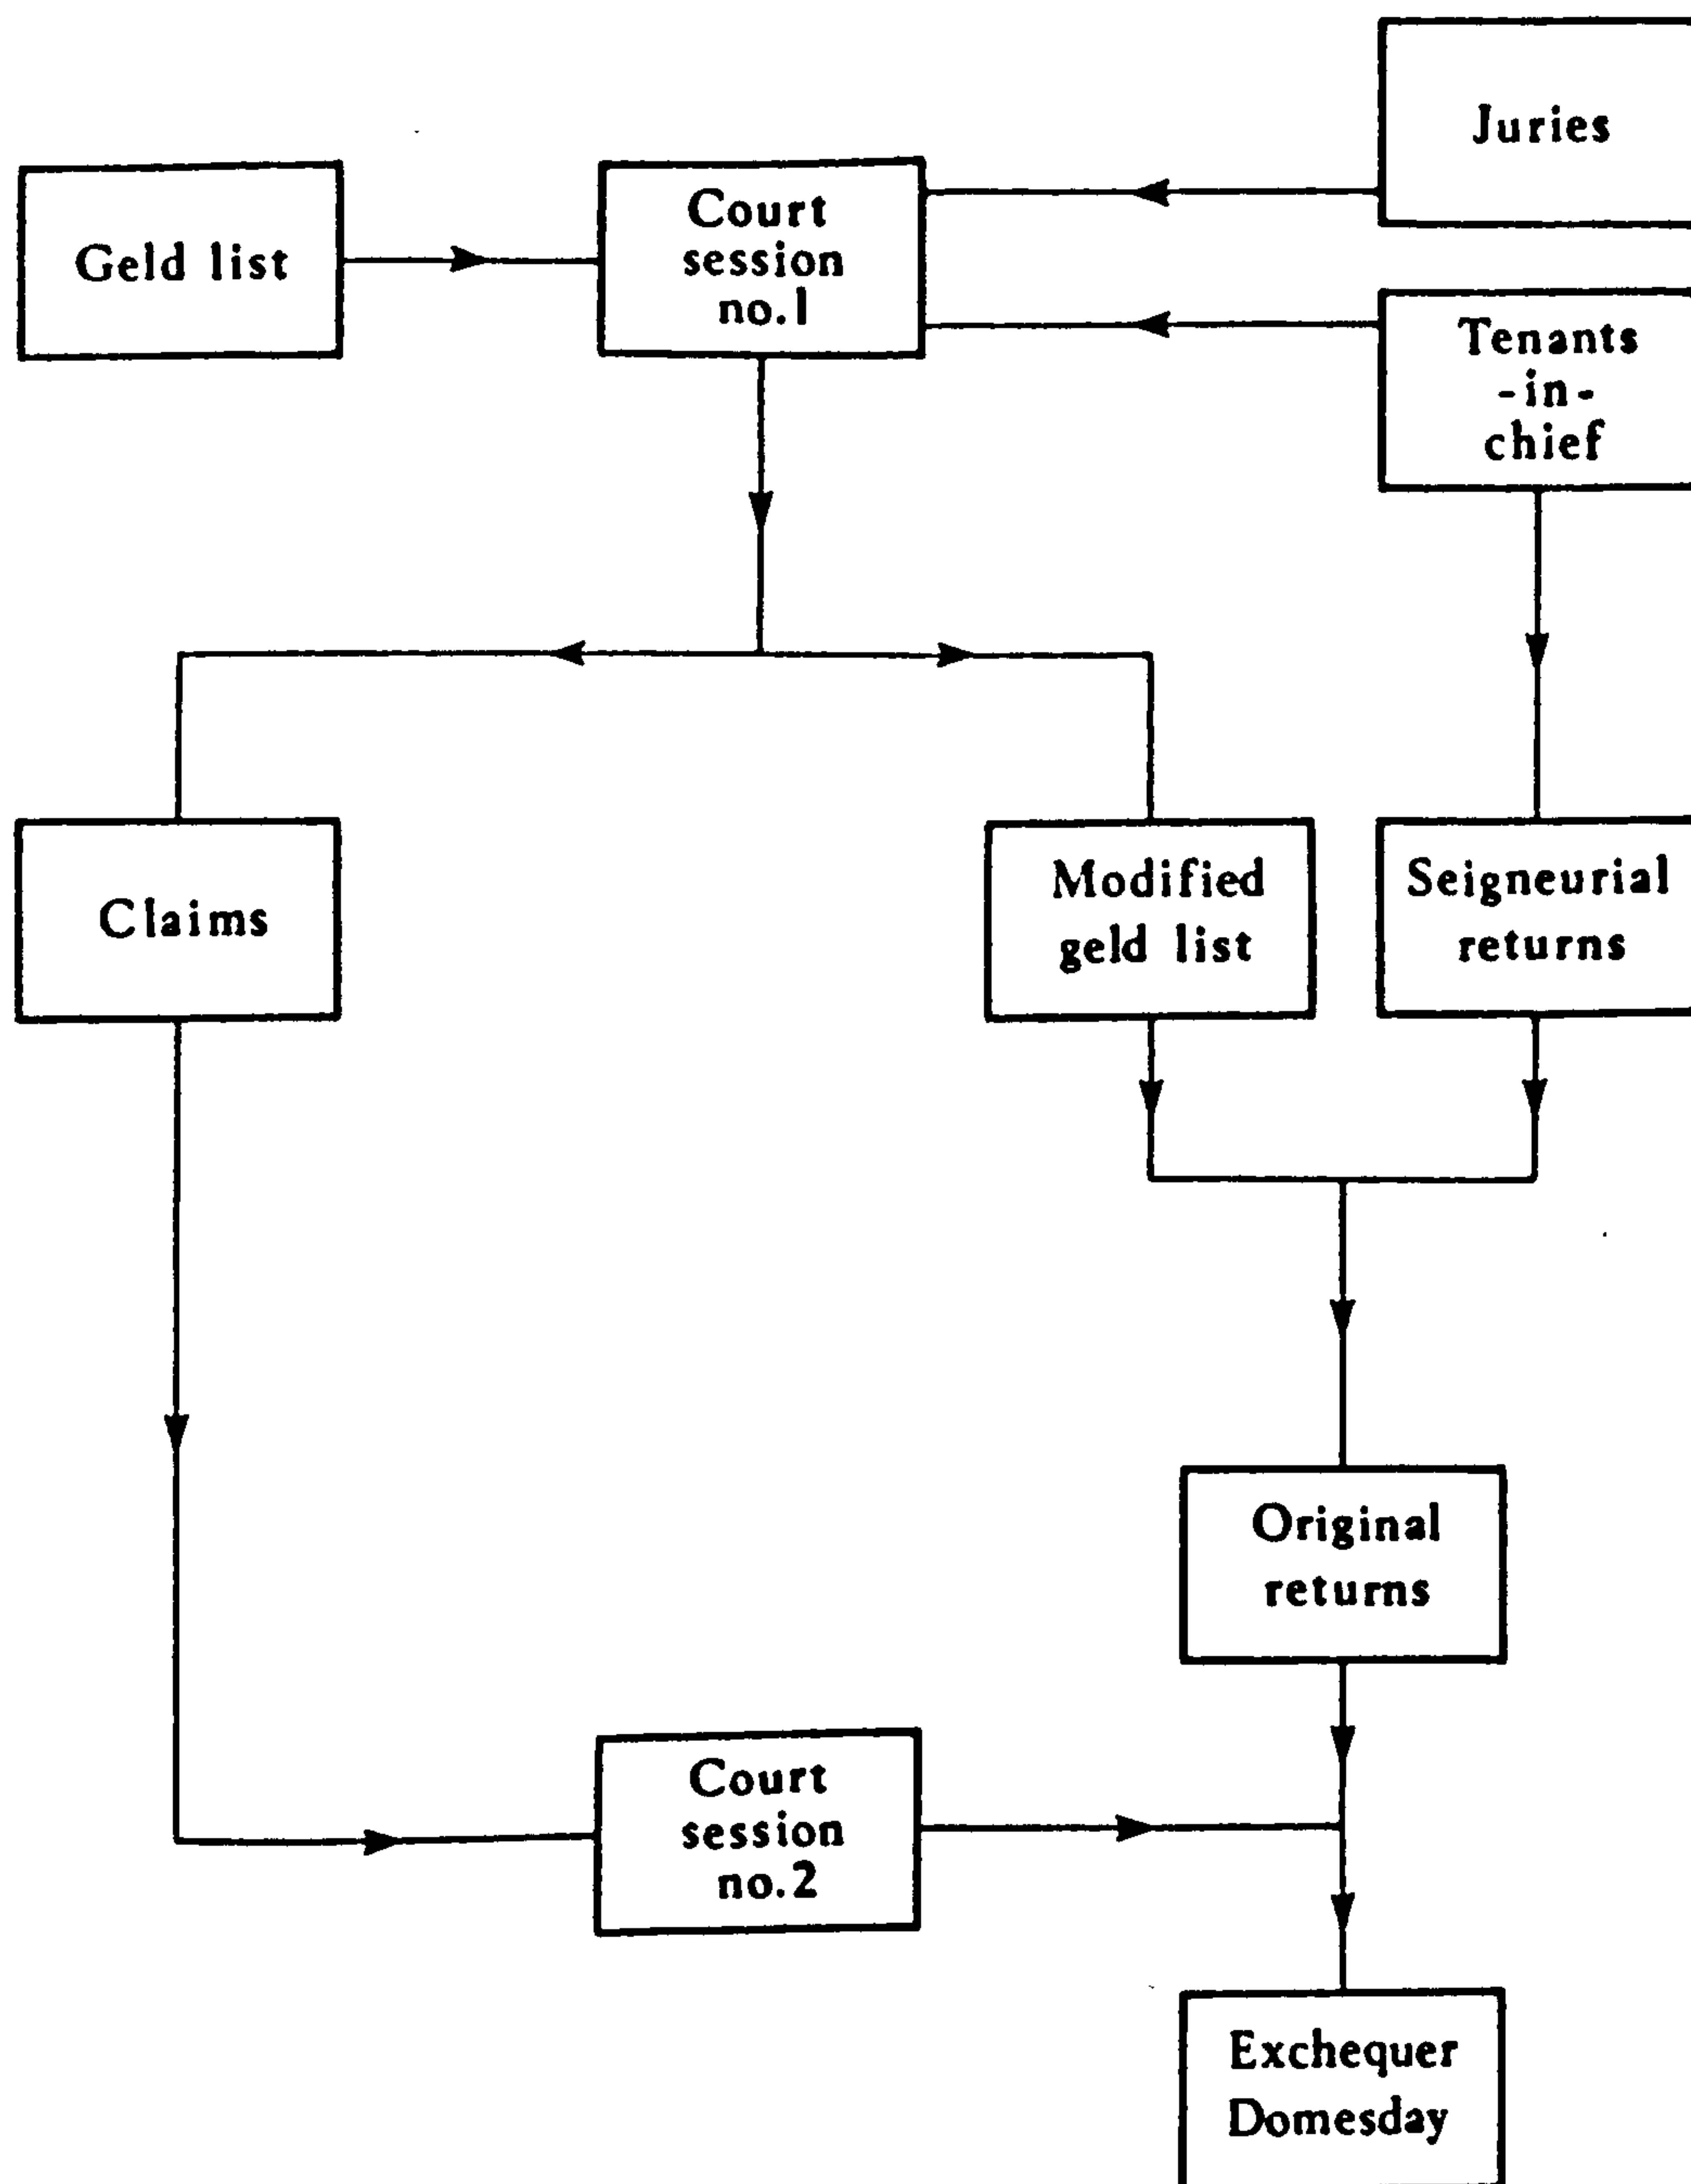 Juries
Geld list
Court
session
no.1
Tenants
-in-
chief
Claims
Modified
geld list
Seigneurial
returns
Original
returns
Court
session
no.2
Exchequer
Domesday